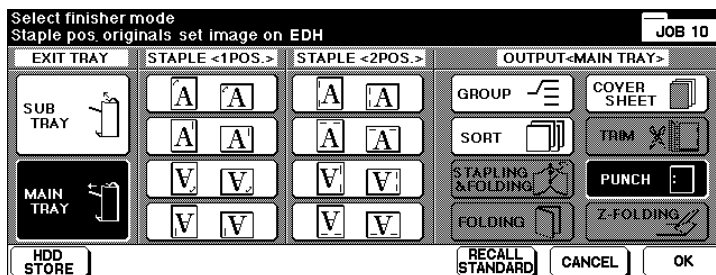 Select finisher mode
Staple pos. originals set image on EDH
JOB 10
EXIT TRAY
STAPLE <1POS.>
STAPLE <2POS.>
OUTPUT<MAIN TRAY>
SUB
TRAY
MAIN
TRAY
A A
A A
A A
A A
A A
A A
A A
A A
GROUP
COVER
SHEET
SORT
TRIM
STAPLING
&FOLDING
PUNCH
FOLDING
Z-FOLDING
HDD
STORE
RECALL
STANDARD
CANCEL
OK